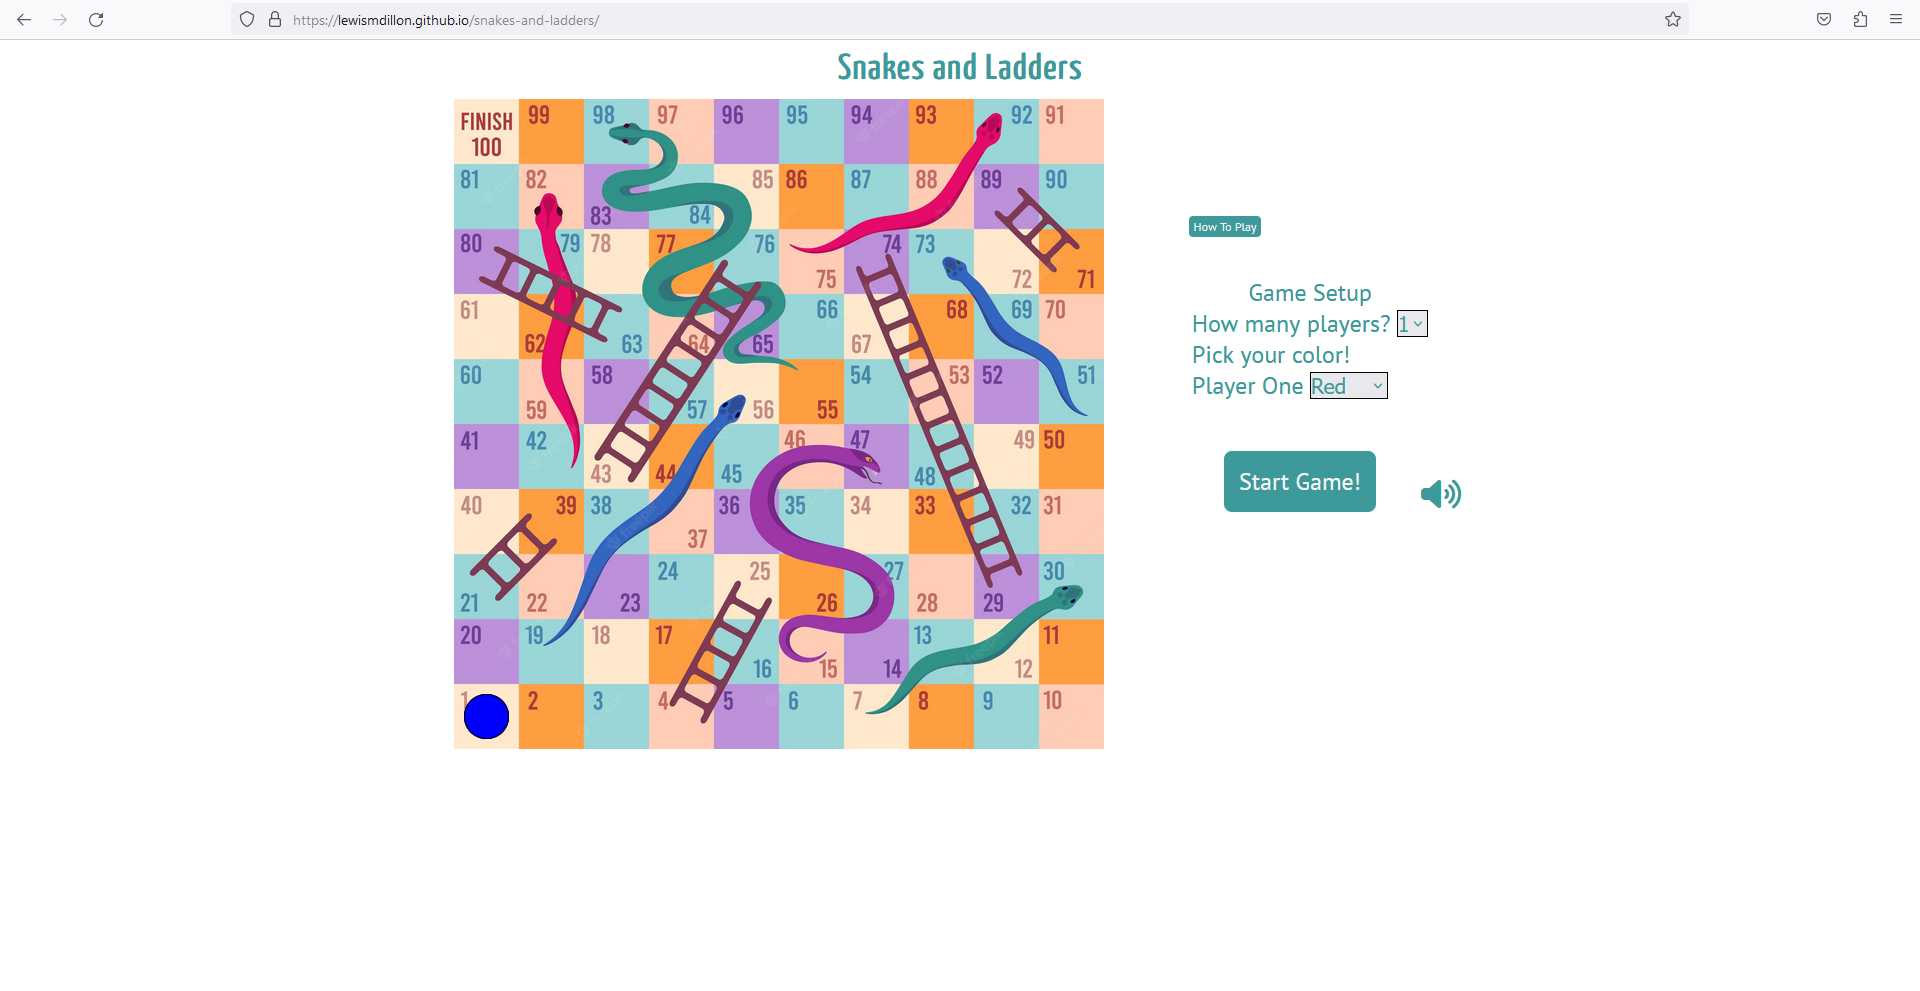 https://lewismdillon.github.io/snakes-and-ladders/
Snakes and Ladders
FINISH 99 98 97 96 95 94 93 92 91
100
81 82 83 84 85 86 87 88 89 90
80 79 78 77 76 75 74 73 72 71
61 62 63 64 65 66 67 68 69 70
60 59 58 57 56 55 54 53 52 51
41 42 43 44 45 46 47 48 49 50
40 39 38 37 36 35 34 33 32 31
21 22 23 24 25 26 27 28 29 30
20 19 18 17 16 15 14 13 12 11
1 2 3 4 5 6 7 8 9 10
How To Play
Game Setup
How many players? 1
Pick your color!
Player One Red
Start Game!